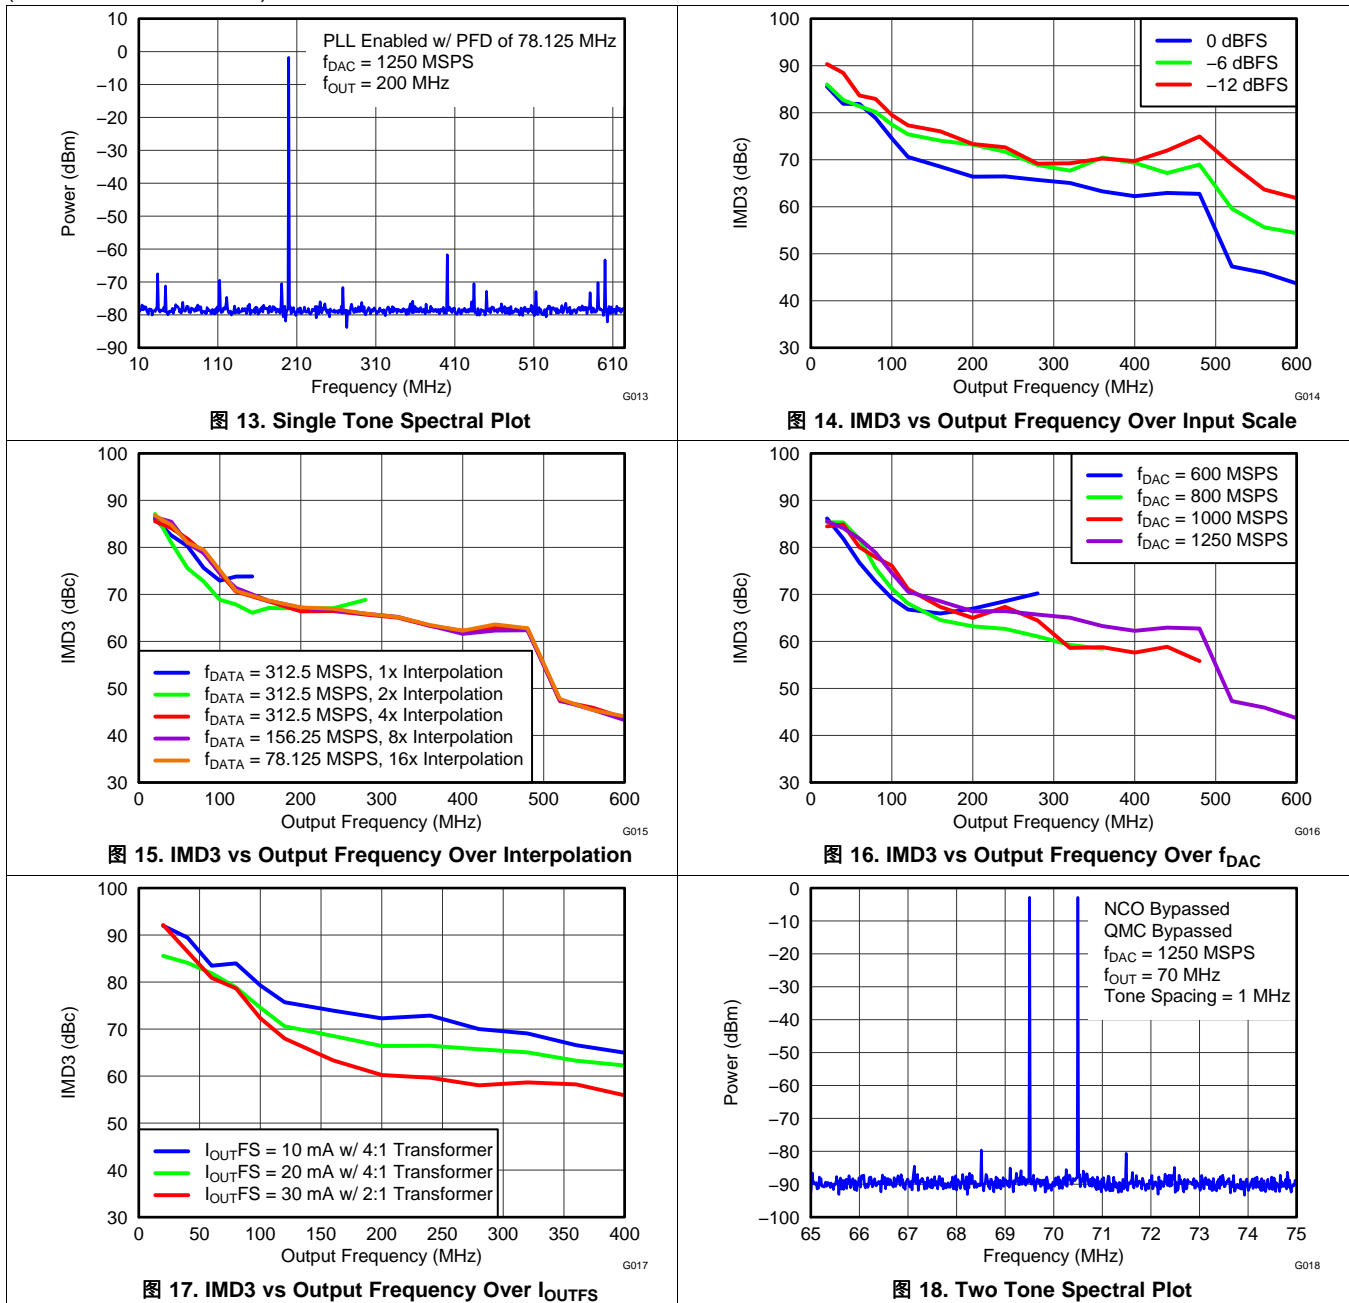 10
0
−10
−20
−30
−40
−50
−60
−70
−80
−90
10 110 210 310 410 510 610
Power (dBm)
Frequency (MHz)
PLL Enabled w/ PFD of 78.125 MHz
fDAC = 1250 MSPS
fOUT = 200 MHz
G013
图 13. Single Tone Spectral Plot
100
90
80
70
60
50
40
30
0 100 200 300 400 500 600
IMD3 (dBc)
Output Frequency (MHz)
0 dBFS
−6 dBFS
−12 dBFS
G014
图 14. IMD3 vs Output Frequency Over Input Scale
100
90
80
70
60
50
40
30
0 100 200 300 400 500 600
IMD3 (dBc)
Output Frequency (MHz)
fDATA = 312.5 MSPS, 1x Interpolation
fDATA = 312.5 MSPS, 2x Interpolation
fDATA = 312.5 MSPS, 4x Interpolation
fDATA = 156.25 MSPS, 8x Interpolation
fDATA = 78.125 MSPS, 16x Interpolation
G015
图 15. IMD3 vs Output Frequency Over Interpolation
100
90
80
70
60
50
40
30
0 100 200 300 400 500 600
IMD3 (dBc)
Output Frequency (MHz)
fDAC = 600 MSPS
fDAC = 800 MSPS
fDAC = 1000 MSPS
fDAC = 1250 MSPS
G016
图 16. IMD3 vs Output Frequency Over fDAC
100
90
80
70
60
50
40
30
0 50 100 150 200 250 300 350 400
IMD3 (dBc)
Output Frequency (MHz)
IOUTFS = 10 mA w/ 4:1 Transformer
IOUTFS = 20 mA w/ 4:1 Transformer
IOUTFS = 30 mA w/ 2:1 Transformer
G017
图 17. IMD3 vs Output Frequency Over IOUTFS
0
−10
−20
−30
−40
−50
−60
−70
−80
−90
−100
65 66 67 68 69 70 71 72 73 74 75
Power (dBm)
Frequency (MHz)
NCO Bypassed
QMC Bypassed
fDAC = 1250 MSPS
fOUT = 70 MHz
Tone Spacing = 1 MHz
G018
图 18. Two Tone Spectral Plot